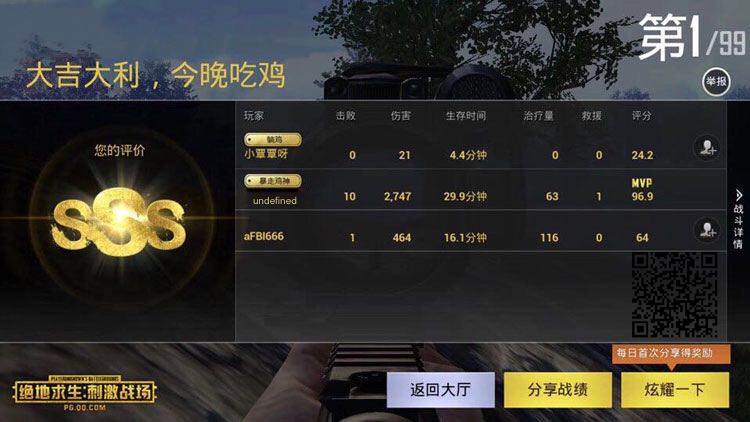 第1/99
大吉大利，今晚吃鸡
举报
您的评价
SSS
玩家 击败 伤害 生存时间 治疗量 救援 评分
躺鸡
小覃覃呀 0 21 4.4分钟 0 0 24.2
暴走鸡神
MVP
undefined 10 2,747 29.9分钟 63 1 96.9
aFBI666 1 464 16.1分钟 116 0 64
战斗详情
每日首次分享得奖励
PLAYERUNKNOWN'S BATTLEGROUNDS
绝地求生:刺激战场
PG.QQ.COM
返回大厅
分享战绩
炫耀一下